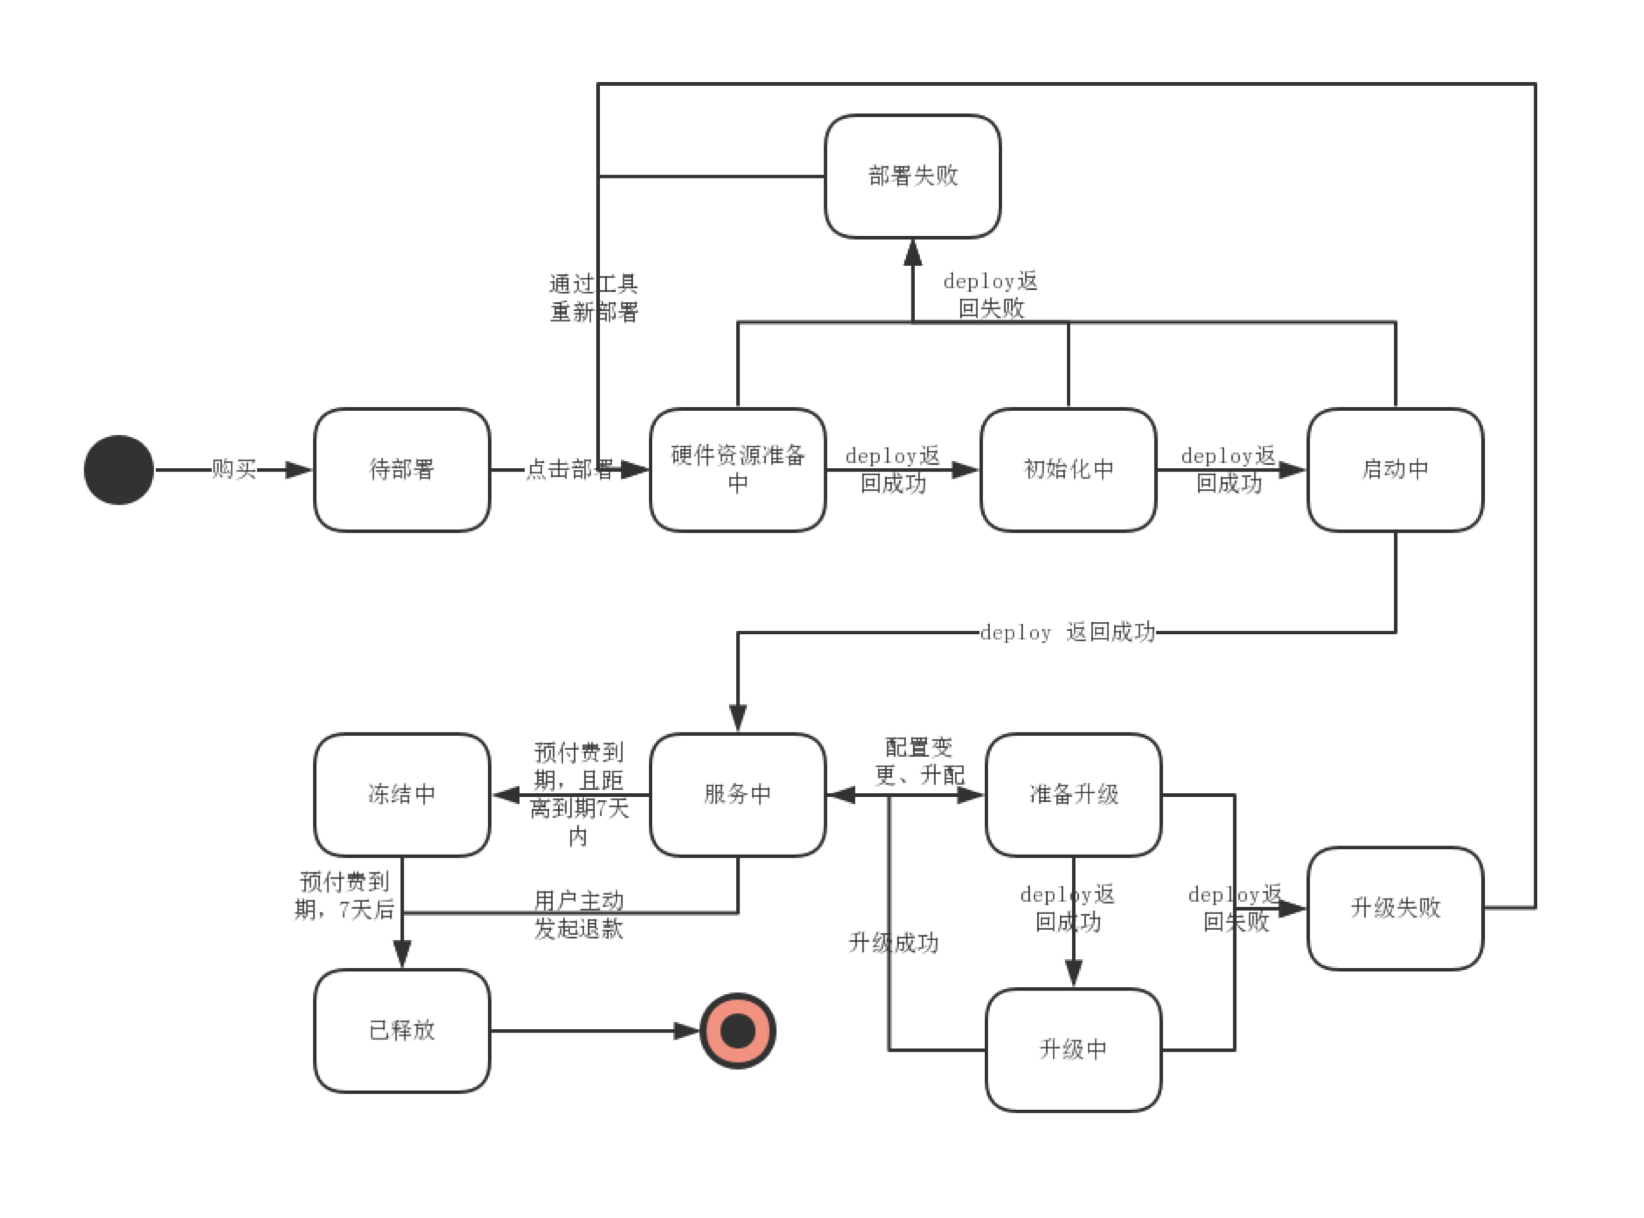 部署失败
通过工具
重新部署
deploy返
回失败
购买
待部署
点击部署
硬件资源准备
中
deploy返
回成功
初始化中
deploy返
回成功
启动中
deploy 返回成功
冻结中
预付费到
期，且距
离到期7天
内
服务中
配置变
更、升配
准备升级
预付费到
期，7天后
用户主动
发起退款
升级成功
deploy返
回成功
deploy返
回失败
升级失败
已释放
升级中